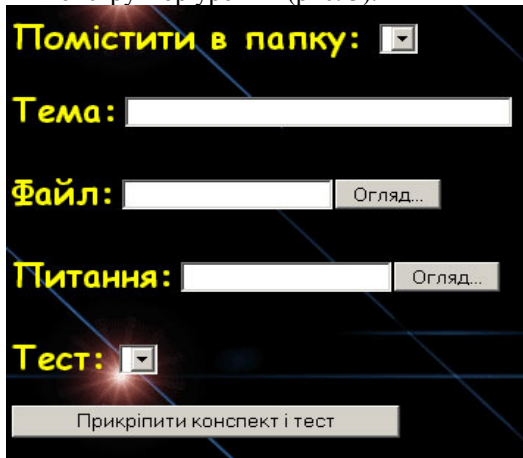 Помістити в папку:
Тема:
Файл: Огляд...
Питання: Огляд...
Тест:
Прикріпити конспект і тест